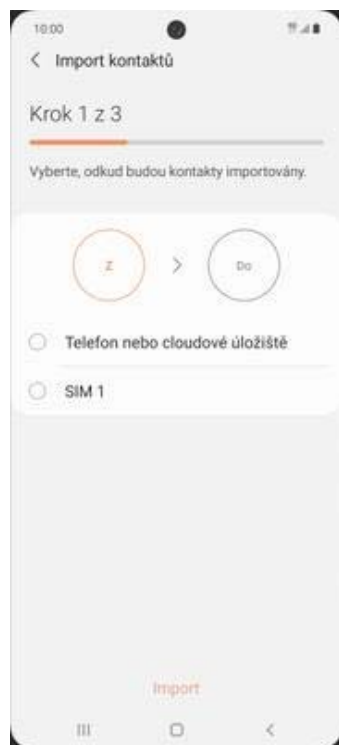 10:00
Import kontaktů
Krok 1 z 3
Vyberte, odkud budou kontakty importovány.
Z
Do
Telefon nebo cloudové úložiště
SIM 1
Import